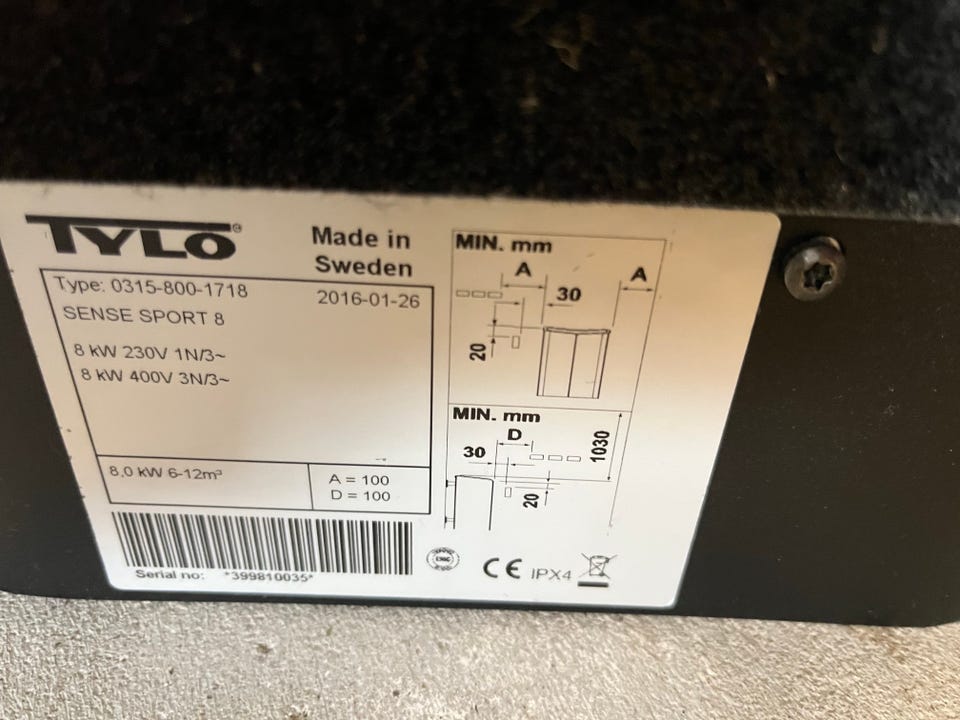 TYLÖ®
Made in
Sweden
Type: 0315-800-1718
2016-01-26
SENSE SPORT 8
8 kW 230V 1N/3~
8 kW 400V 3N/3~
8,0 kW 6-12m³
A = 100
D = 100
Serial no: *399810035*
MIN. mm
A
A
30
20
MIN. mm
D
30
1030
20
CE IPX4